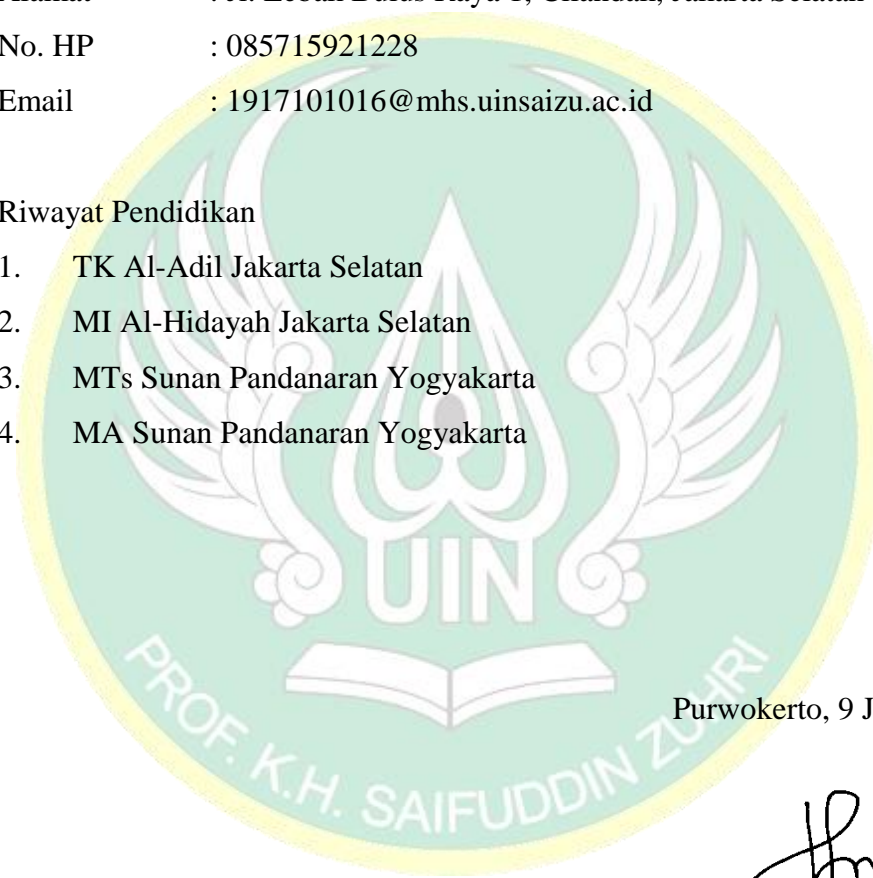 No. HP : 085715921228
Email : 1917101016@mhs.uinsaizu.ac.id
Riwayat Pendidikan
1. TK Al-Adil Jakarta Selatan
2. MI Al-Hidayah Jakarta Selatan
3. MTs Sunan Pandanaran Yogyakarta
4. MA Sunan Pandanaran Yogyakarta
UIN
PROF. K.H. SAIFUDDIN ZUHRI
Purwokerto, 9 J